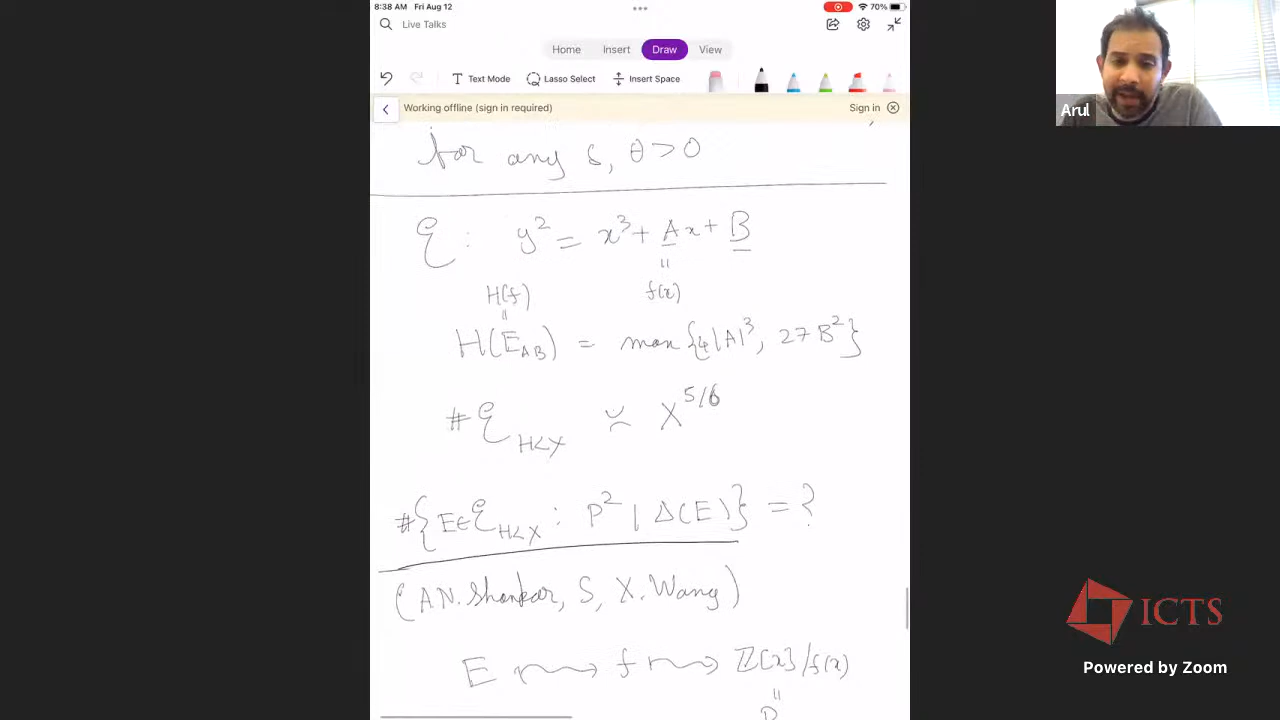 8:38 AM Fri Aug 12
70%
Live Talks
Home Insert Draw View
Text Mode Lasso Select Insert Space
Working offline (sign in required) Sign in
for any δ, θ > 0
E : y² = x³ + Ax + B
H(f) f(x)
H(E_AB) = max{4|A|³, 27B²}
# E_{H<X} ≍ X^{5/6}
#{E ∈ E_{H<X} : P² | Δ(E)} = ?
(A.N. Shankar, S, X. Wang)
E ⇝ f ⇝ ℤ[x]/f(x)
Arul
ICTS
Powered by Zoom